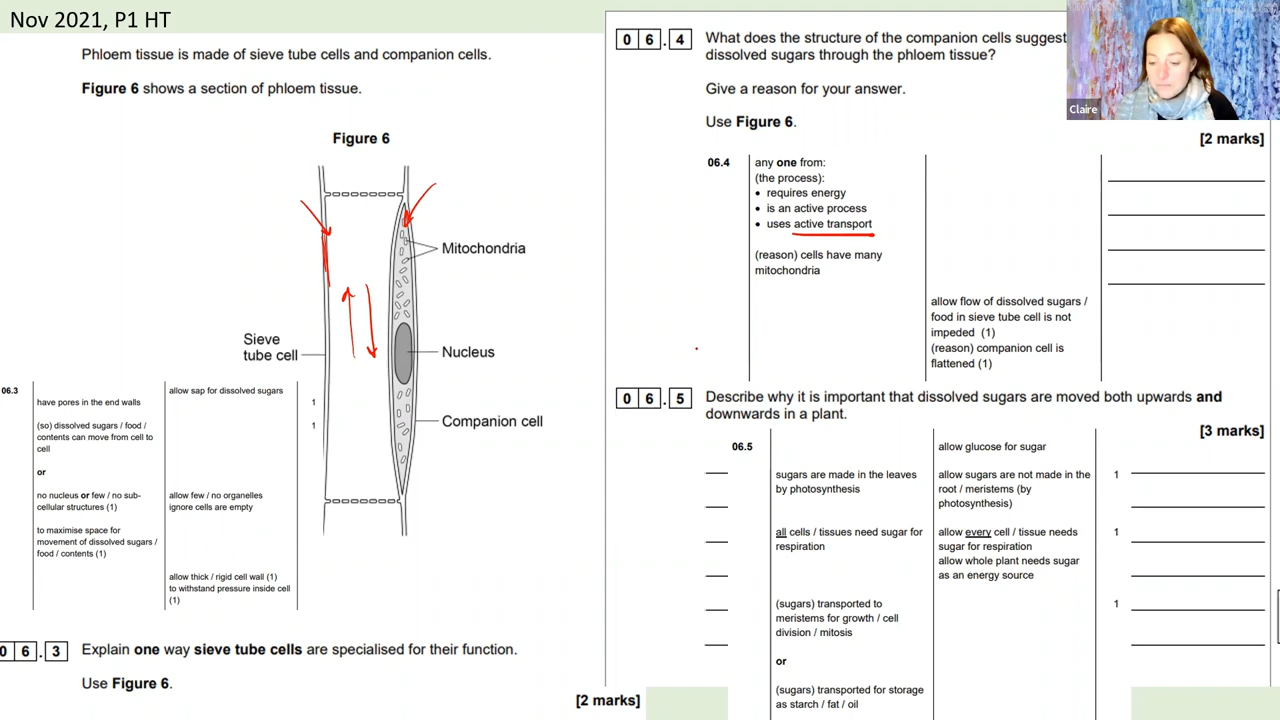 Nov 2021, P1 HT
Phloem tissue is made of sieve tube cells and companion cells.
Figure 6 shows a section of phloem tissue.
Figure 6
Mitochondria
Sieve
tube cell
Nucleus
Companion cell
06.3
have pores in the end walls
(so) dissolved sugars / food /
contents can move from cell to
cell
or
no nucleus or few / no sub-
cellular structures (1)
to maximise space for
movement of dissolved sugars /
food / contents (1)
allow sap for dissolved sugars
allow few / no organelles
ignore cells are empty
allow thick / rigid cell wall (1)
to withstand pressure inside cell
(1)
1
1
0 6 . 3
Explain one way sieve tube cells are specialised for their function.
Use Figure 6.
[2 marks]
0 6 . 4
What does the structure of the companion cells suggest
dissolved sugars through the phloem tissue?
Give a reason for your answer.
Use Figure 6.
[2 marks]
06.4
any one from:
(the process):
• requires energy
• is an active process
• uses active transport
(reason) cells have many
mitochondria
allow flow of dissolved sugars /
food in sieve tube cell is not
impeded (1)
(reason) companion cell is
flattened (1)
0 6 . 5
Describe why it is important that dissolved sugars are moved both upwards and
downwards in a plant.
[3 marks]
06.5
sugars are made in the leaves
by photosynthesis
all cells / tissues need sugar for
respiration
(sugars) transported to
meristems for growth / cell
division / mitosis
or
(sugars) transported for storage
as starch / fat / oil
allow glucose for sugar
allow sugars are not made in the
root / meristems (by
photosynthesis)
allow every cell / tissue needs
sugar for respiration
allow whole plant needs sugar
as an energy source
1
1
1
Claire